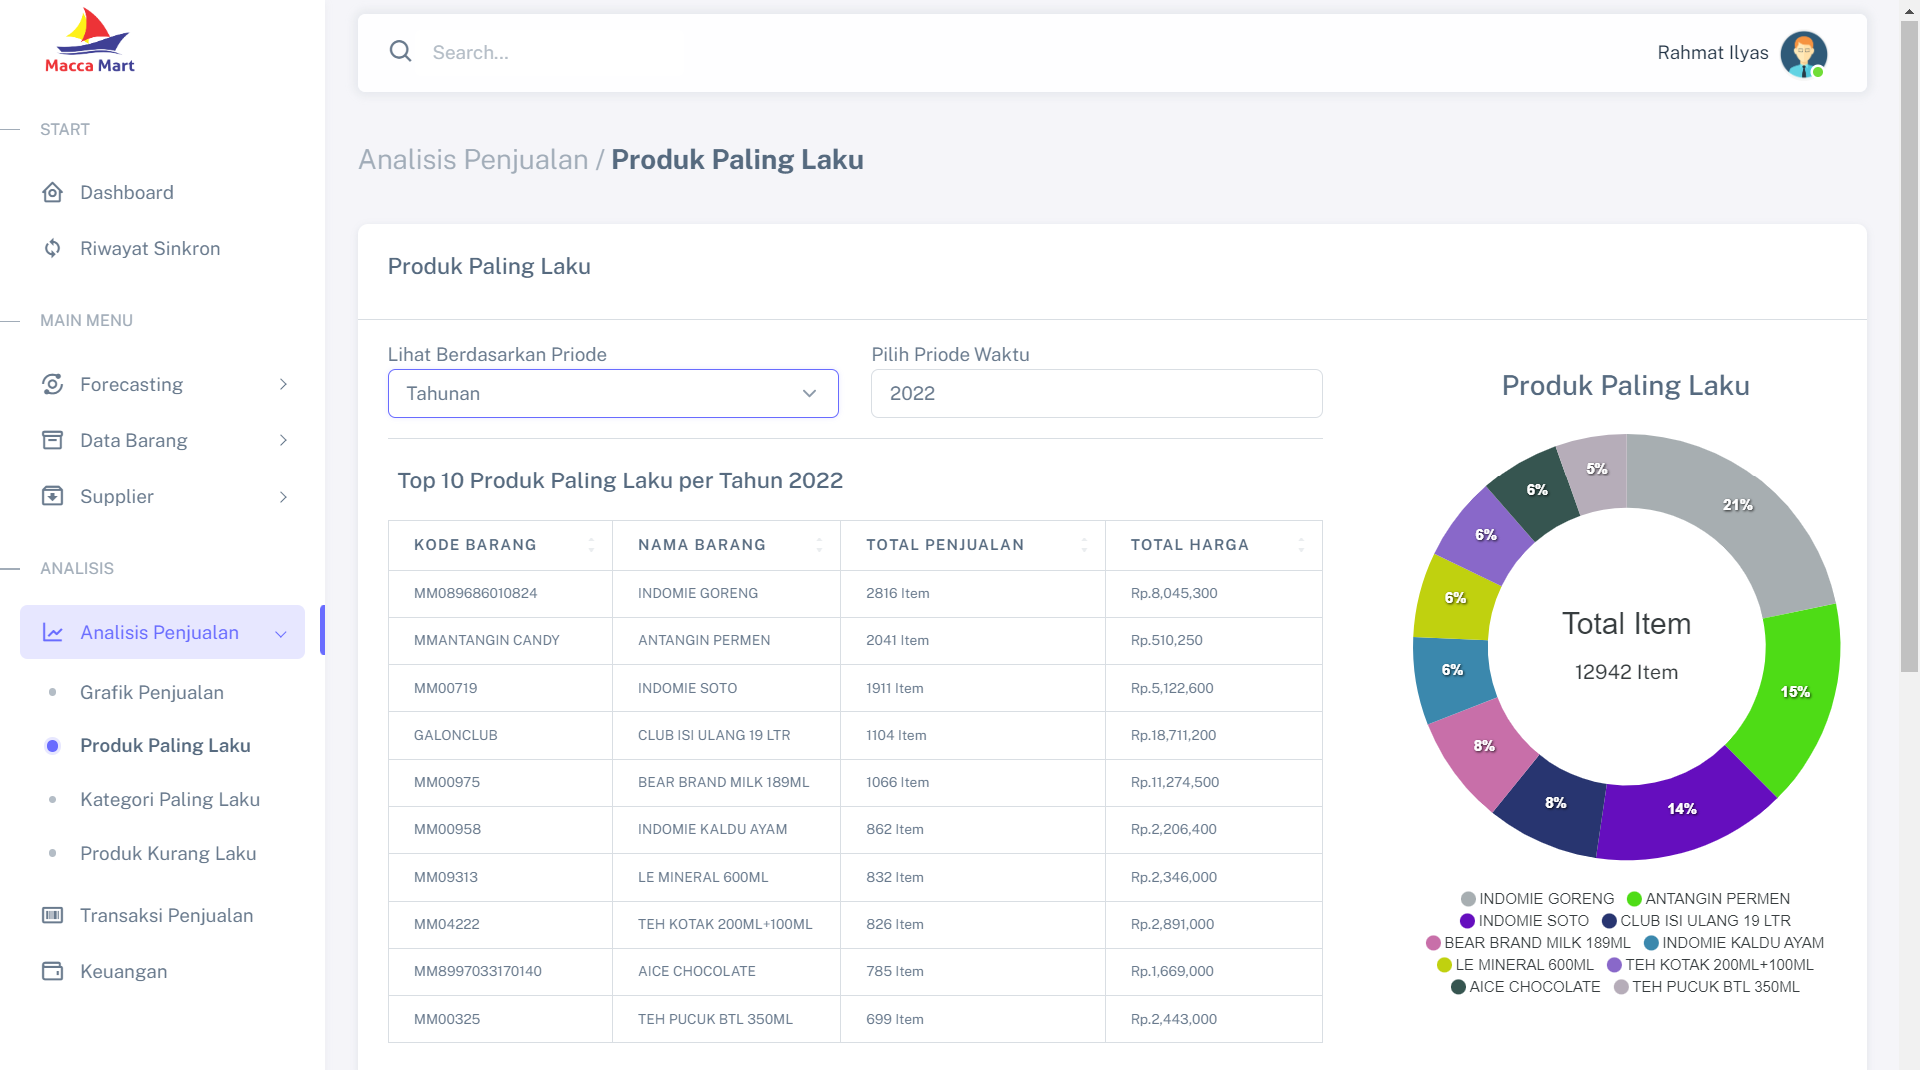 Macca Mart
START
Dashboard
Riwayat Sinkron
MAIN MENU
Forecasting
Data Barang
Supplier
ANALISIS
Analisis Penjualan
Grafik Penjualan
Produk Paling Laku
Kategori Paling Laku
Produk Kurang Laku
Transaksi Penjualan
Keuangan
Search...
Rahmat Ilyas
Analisis Penjualan / Produk Paling Laku
Produk Paling Laku
Lihat Berdasarkan Priode
Tahunan
Pilih Priode Waktu
2022
Top 10 Produk Paling Laku per Tahun 2022
KODE BARANG NAMA BARANG TOTAL PENJUALAN TOTAL HARGA
MM089686010824 INDOMIE GORENG 2816 Item Rp.8,045,300
MMANTANGIN CANDY ANTANGIN PERMEN 2041 Item Rp.510,250
MM00719 INDOMIE SOTO 1911 Item Rp.5,122,600
GALONCLUB CLUB ISI ULANG 19 LTR 1104 Item Rp.18,711,200
MM00975 BEAR BRAND MILK 189ML 1066 Item Rp.11,274,500
MM00958 INDOMIE KALDU AYAM 862 Item Rp.2,206,400
MM09313 LE MINERAL 600ML 832 Item Rp.2,346,000
MM04222 TEH KOTAK 200ML+100ML 826 Item Rp.2,891,000
MM8997033170140 AICE CHOCOLATE 785 Item Rp.1,669,000
MM00325 TEH PUCUK BTL 350ML 699 Item Rp.2,443,000
Produk Paling Laku
21%
15%
14%
8%
8%
6%
6%
6%
6%
5%
Total Item
12942 Item
INDOMIE GORENG ANTANGIN PERMEN
INDOMIE SOTO CLUB ISI ULANG 19 LTR
BEAR BRAND MILK 189ML INDOMIE KALDU AYAM
LE MINERAL 600ML TEH KOTAK 200ML+100ML
AICE CHOCOLATE TEH PUCUK BTL 350ML